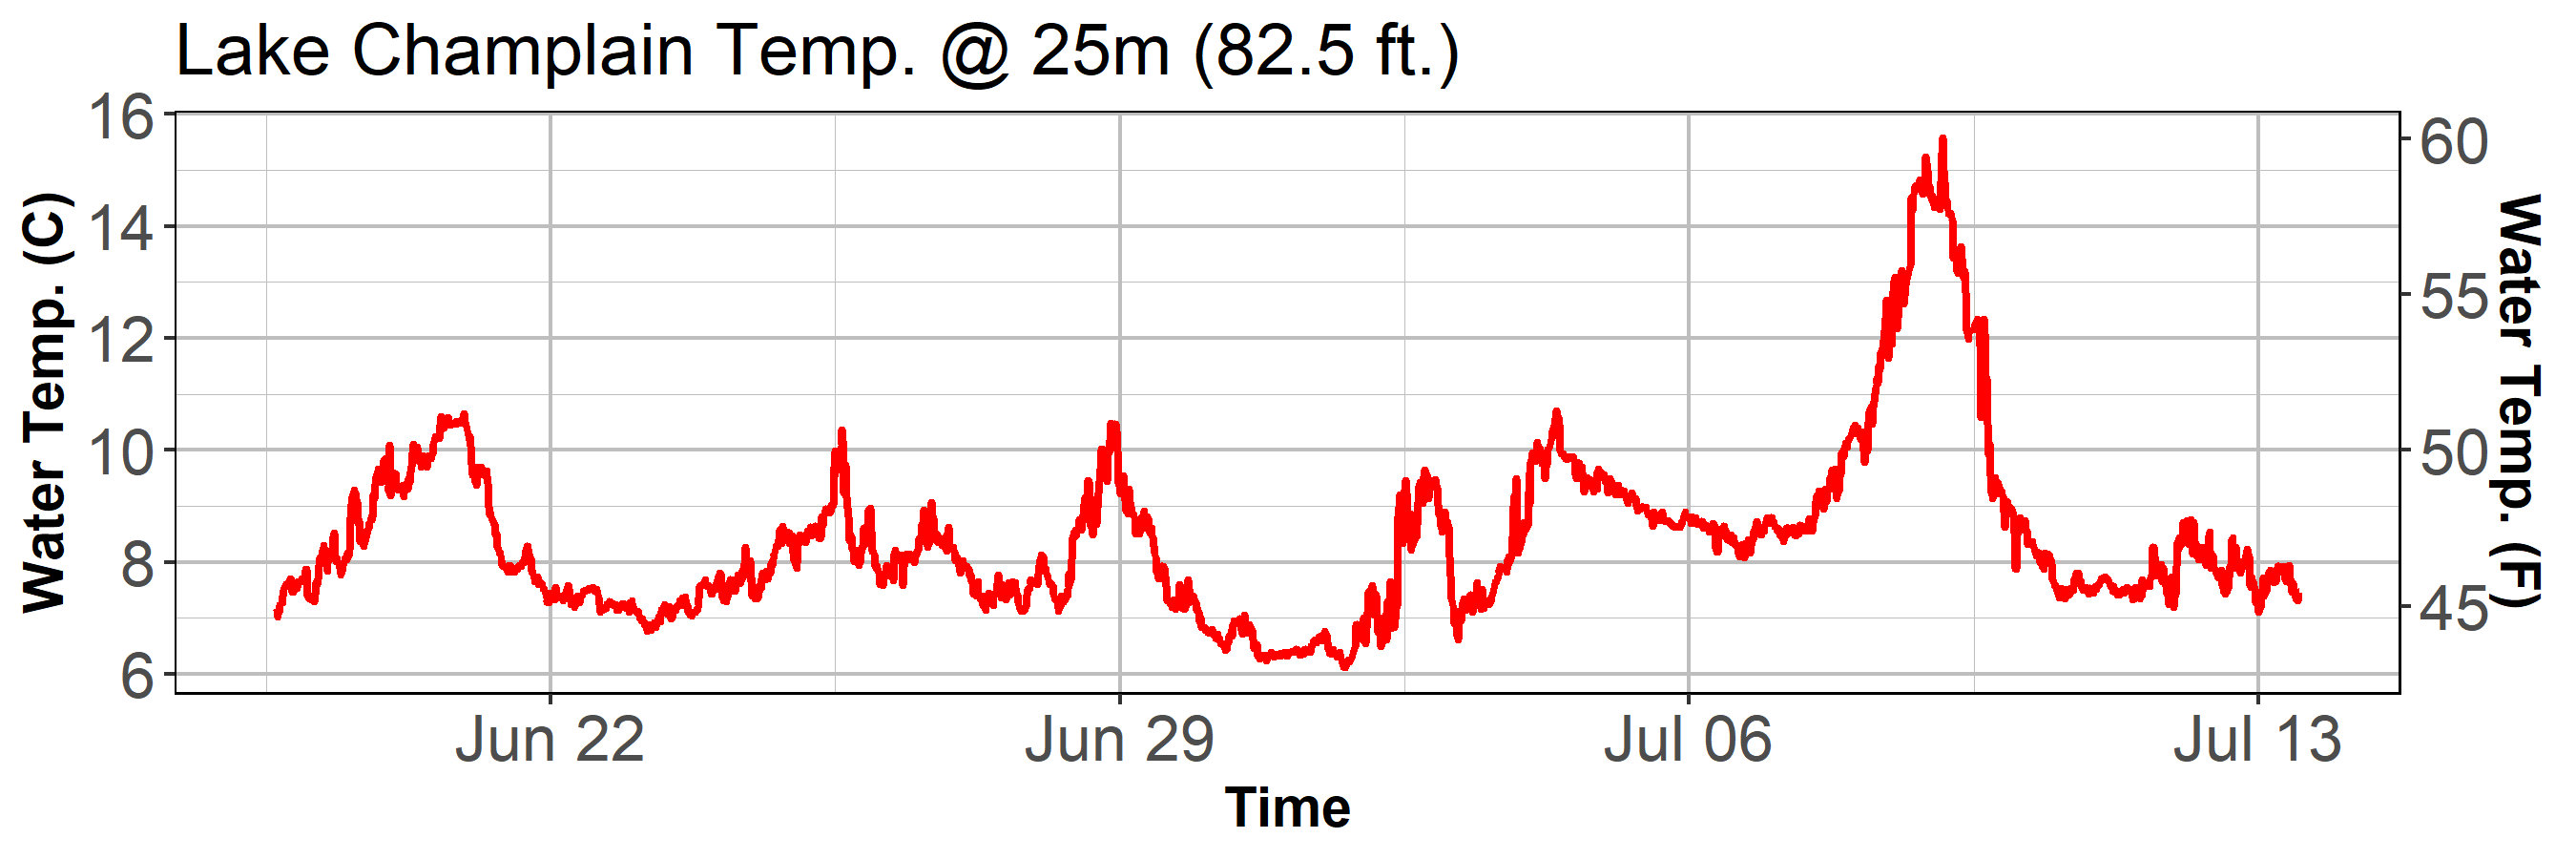 Lake Champlain Temp. @ 25m (82.5 ft.)
Water Temp. (C)
16
14
12
10
8
6
60
55
50
45
Water Temp. (F)
Jun 22 Jun 29 Jul 06 Jul 13
Time